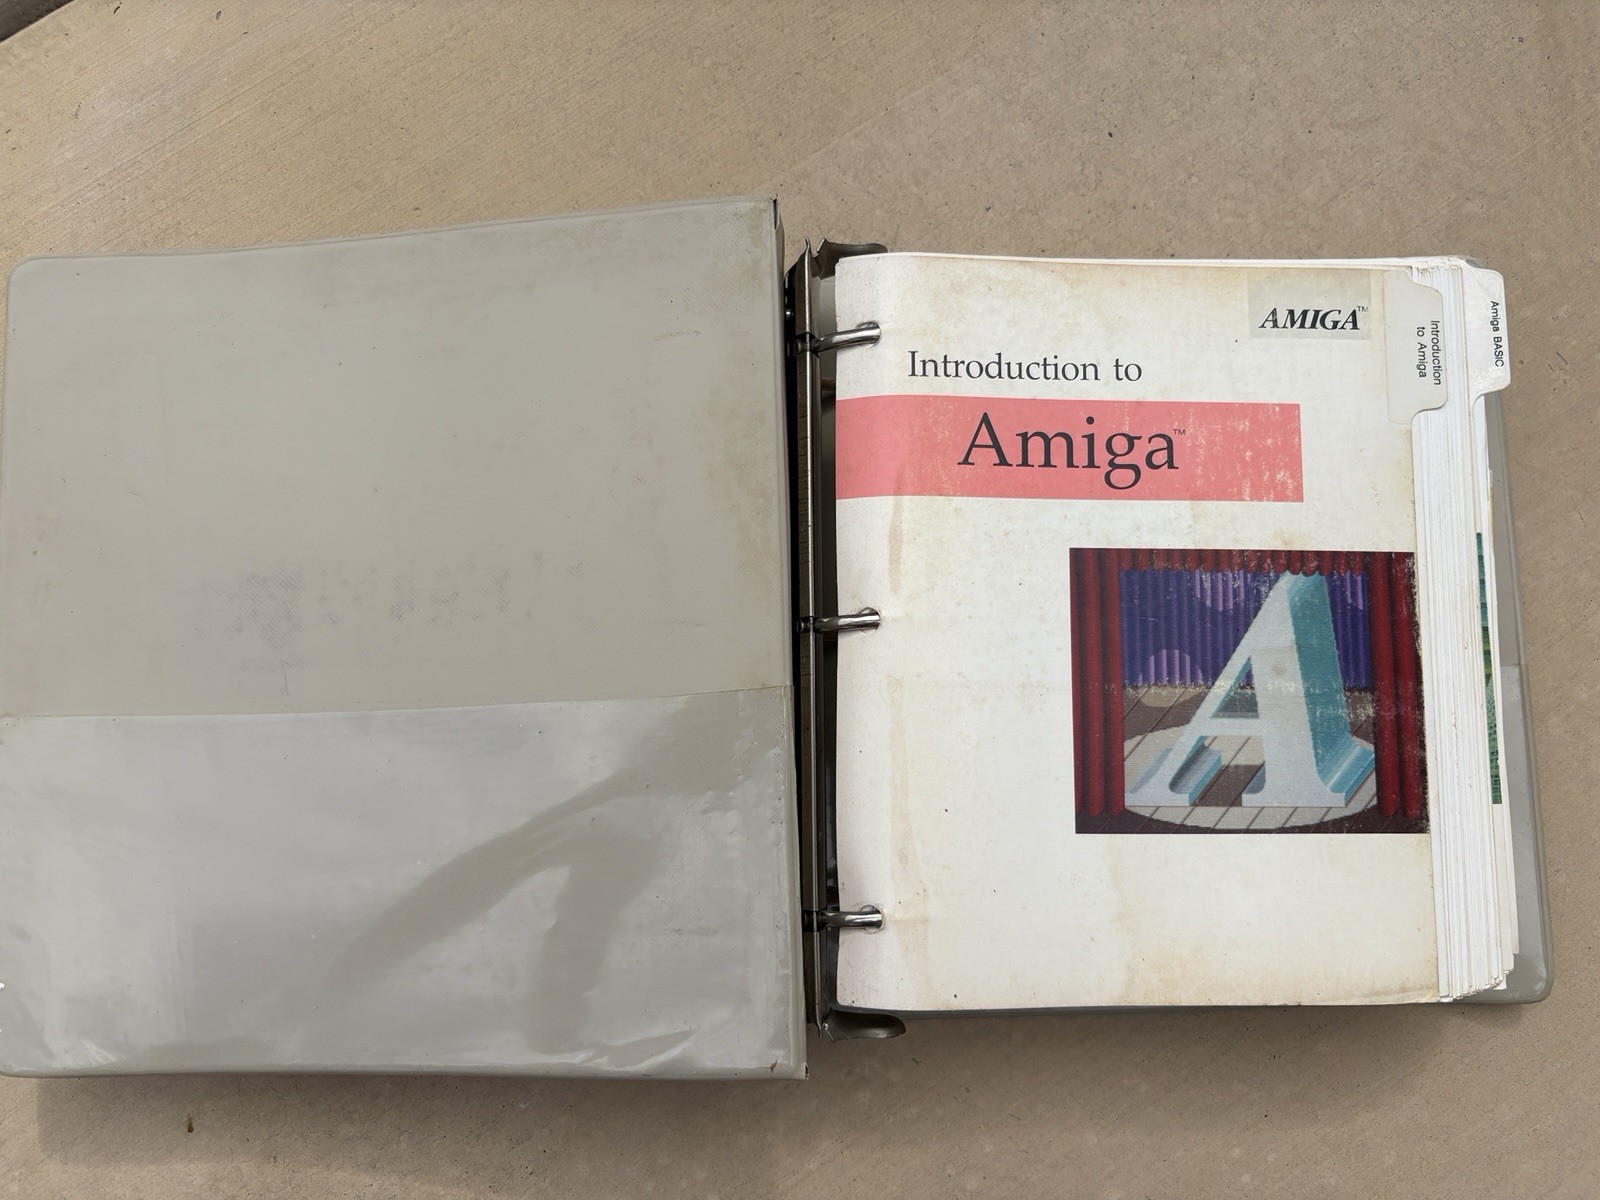 AMIGA™
Introduction to
Amiga™
Introduction
to Amiga
Amiga BASIC